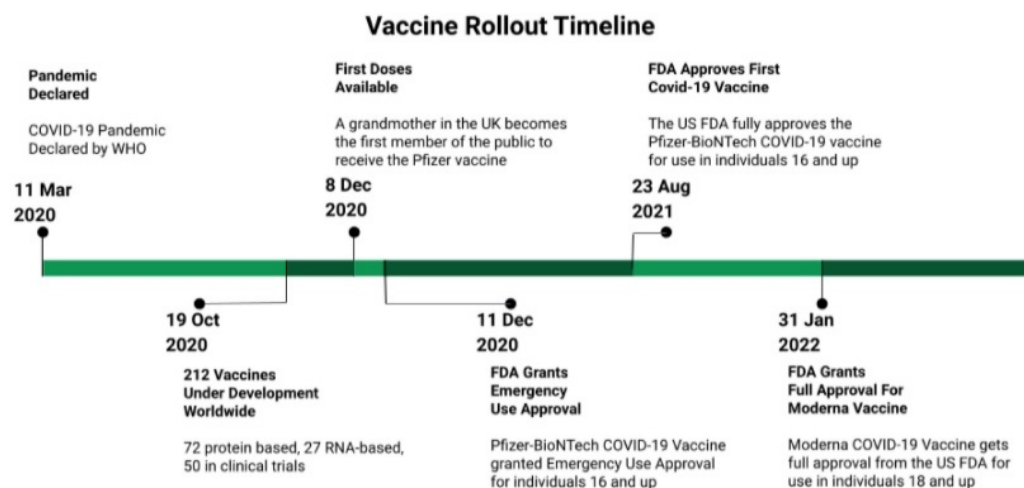 Vaccine Rollout Timeline
Pandemic
Declared
COVID-19 Pandemic
Declared by WHO
11 Mar
2020
First Doses
Available
A grandmother in the UK becomes
the first member of the public to
receive the Pfizer vaccine
8 Dec
2020
FDA Approves First
Covid-19 Vaccine
The US FDA fully approves the
Pfizer-BioNTech COVID-19 vaccine
for use in individuals 16 and up
23 Aug
2021
19 Oct
2020
212 Vaccines
Under Development
Worldwide
72 protein based, 27 RNA-based,
50 in clinical trials
11 Dec
2020
FDA Grants
Emergency
Use Approval
Pfizer-BioNTech COVID-19 Vaccine
granted Emergency Use Approval
for individuals 16 and up
31 Jan
2022
FDA Grants
Full Approval For
Moderna Vaccine
Moderna COVID-19 Vaccine gets
full approval from the US FDA for
use in individuals 18 and up